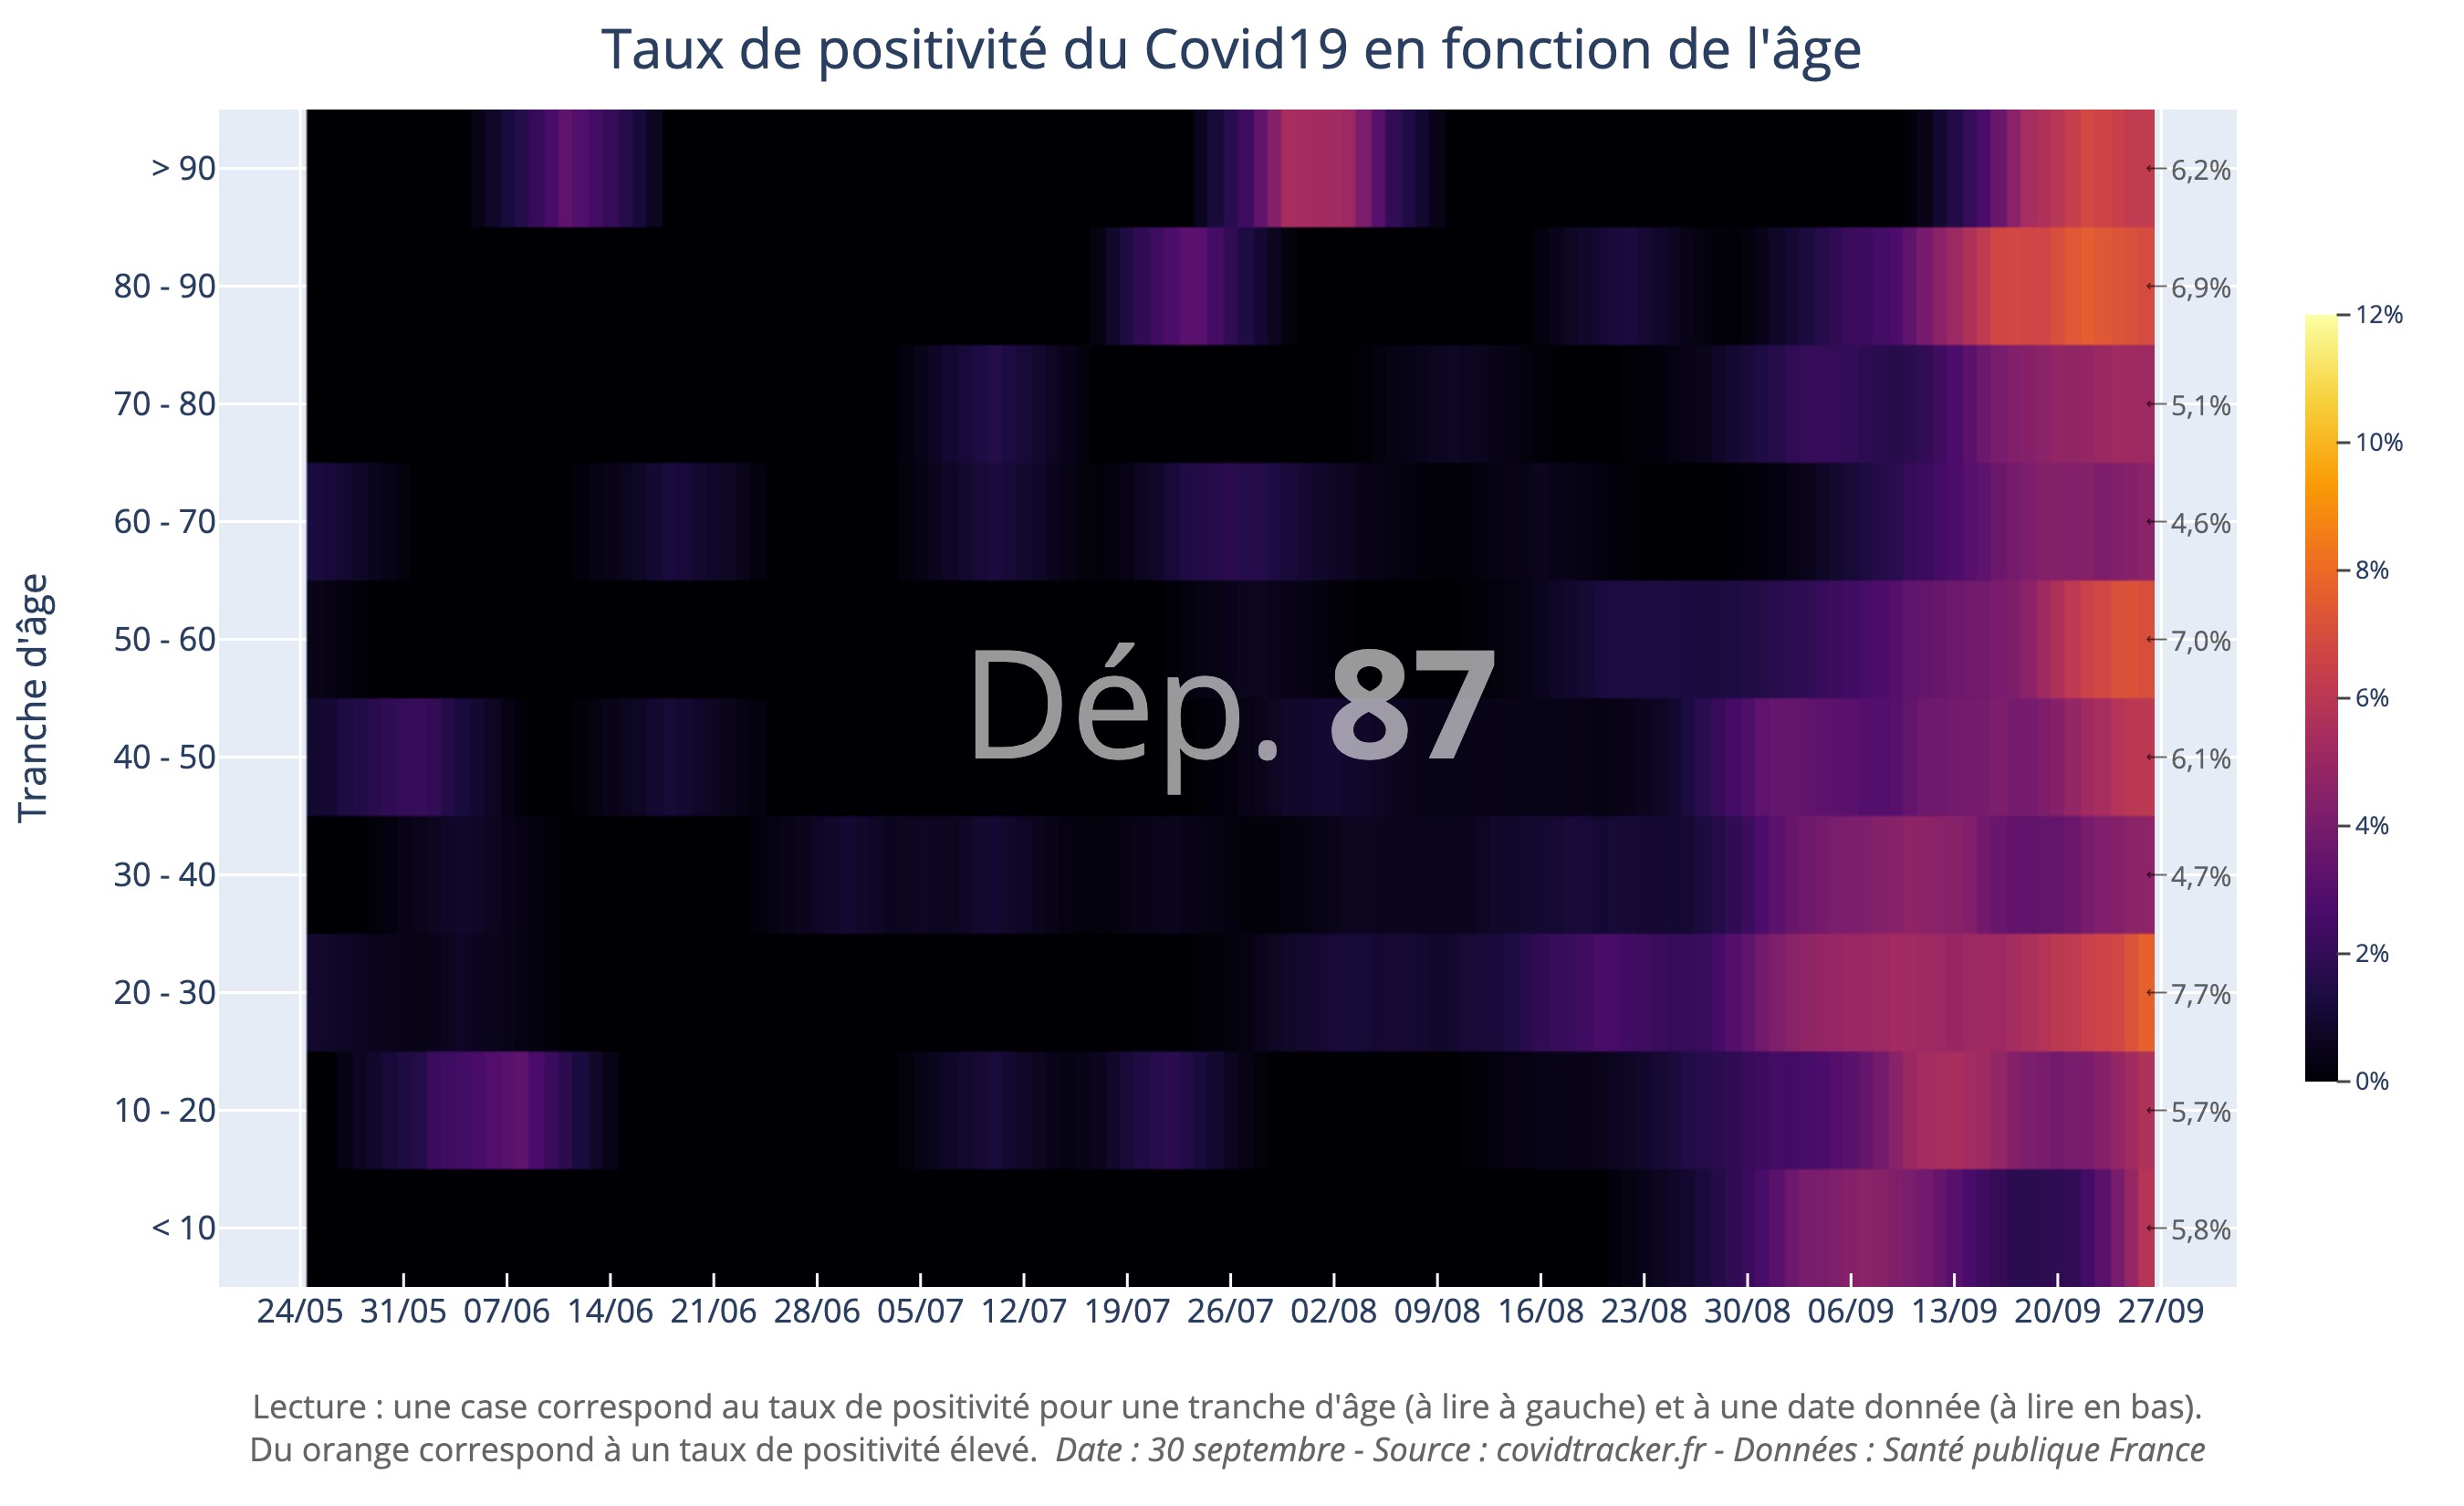 Taux de positivité du Covid19 en fonction de l'âge
Tranche d'âge
> 90
80 - 90
70 - 80
60 - 70
50 - 60
40 - 50
30 - 40
20 - 30
10 - 20
< 10
Dép. 87
6,2%
6,9%
5,1%
4,6%
7,0%
6,1%
4,7%
7,7%
5,7%
5,8%
12%
10%
8%
6%
4%
2%
0%
24/05 31/05 07/06 14/06 21/06 28/06 05/07 12/07 19/07 26/07 02/08 09/08 16/08 23/08 30/08 06/09 13/09 20/09 27/09
Lecture : une case correspond au taux de positivité pour une tranche d'âge (à lire à gauche) et à une date donnée (à lire en bas).
Du orange correspond à un taux de positivité élevé. Date : 30 septembre - Source : covidtracker.fr - Données : Santé publique France